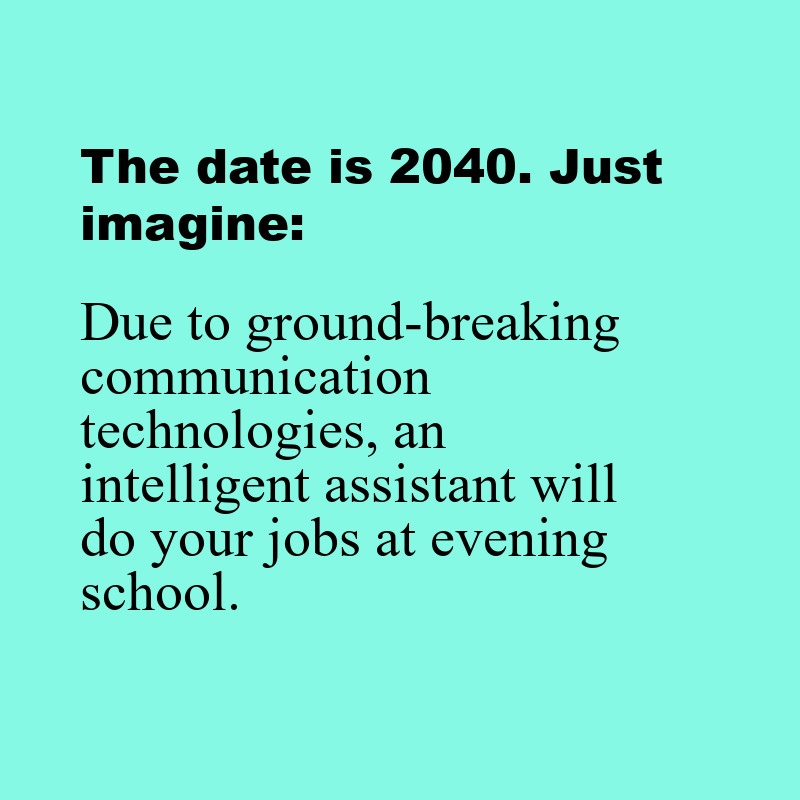 The date is 2040. Just
imagine:
Due to ground-breaking
communication
technologies, an
intelligent assistant will
do your jobs at evening
school.